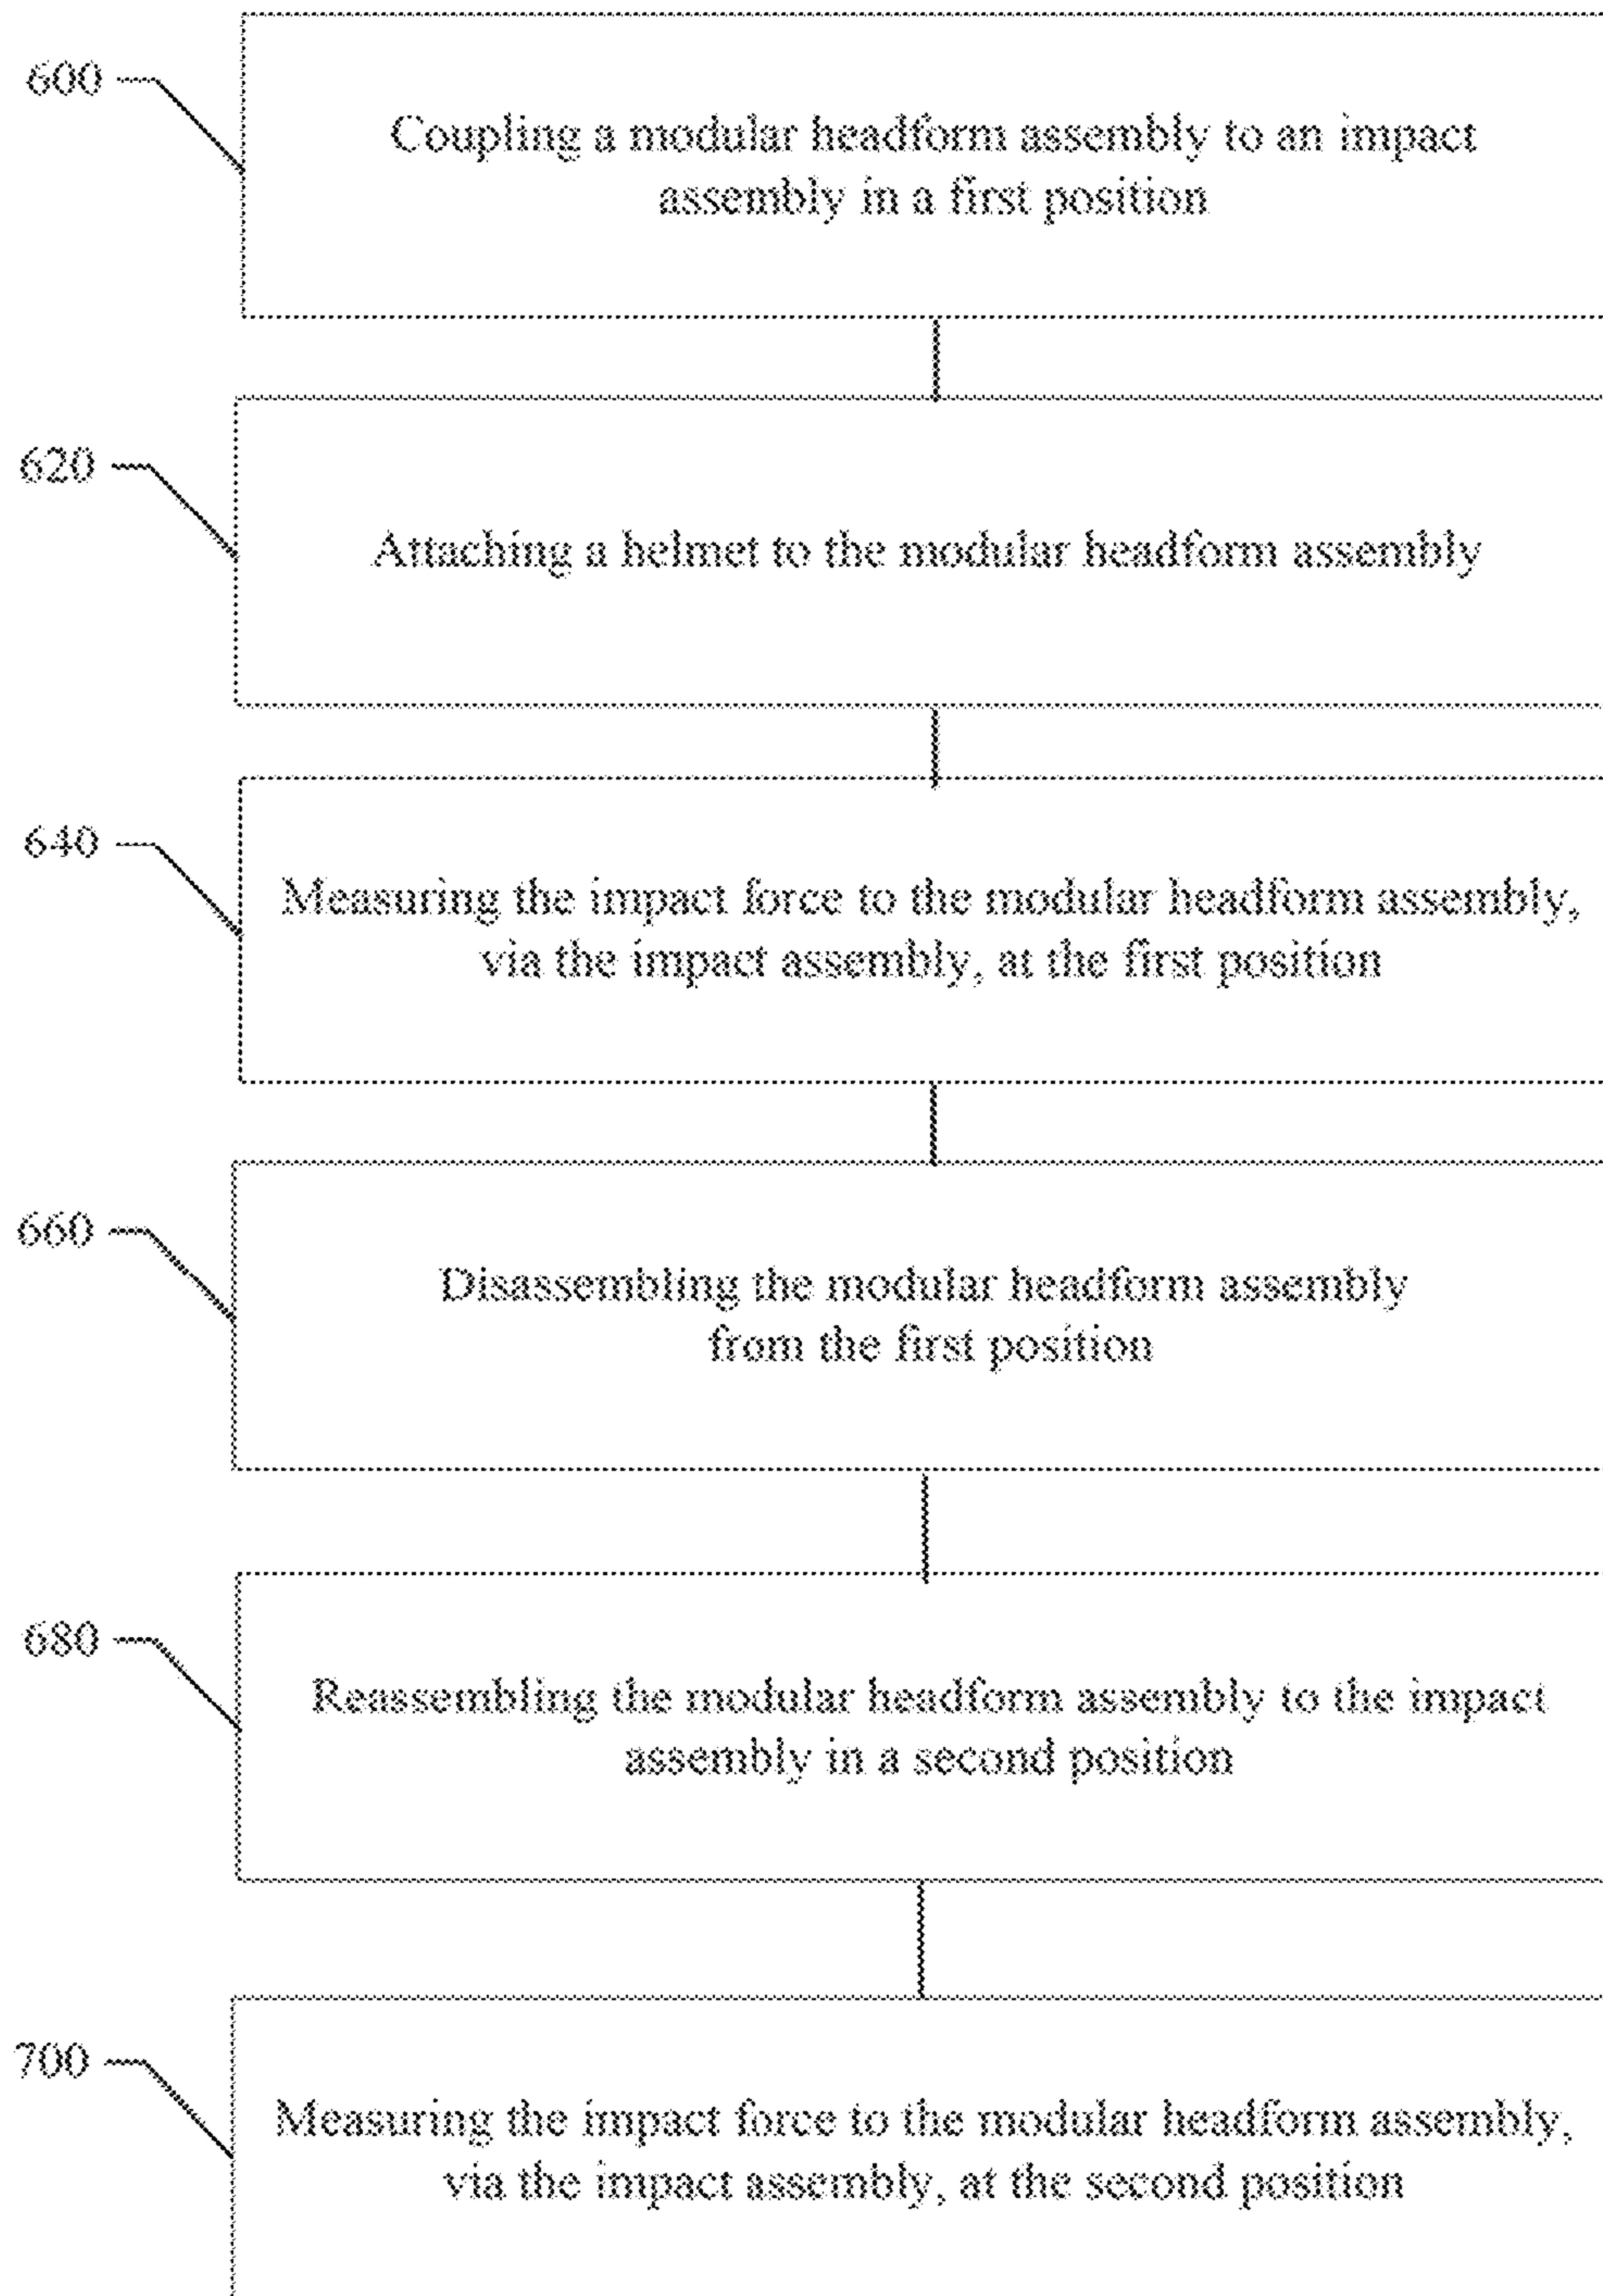 600
Coupling a modular headform assembly to an impact
assembly in a first position
620
Attaching a helmet to the modular headform assembly
640
Measuring the impact force to the modular headform assembly,
via the impact assembly, at the first position
660
Disassembling the modular headform assembly
from the first position
680
Reassembling the modular headform assembly to the impact
assembly in a second position
700
Measuring the impact force to the modular headform assembly,
via the impact assembly, at the second position